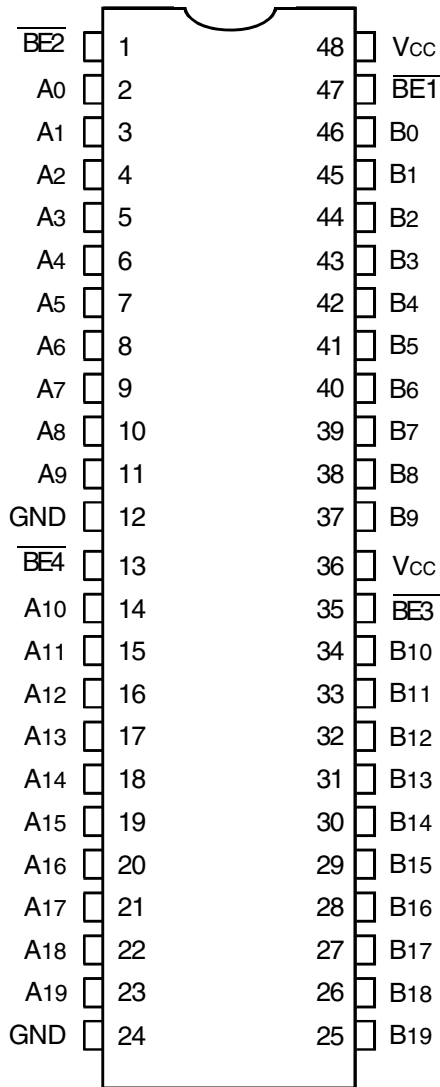 BE2 1 48 VCC
A0 2 47 BE1
A1 3 46 B0
A2 4 45 B1
A3 5 44 B2
A4 6 43 B3
A5 7 42 B4
A6 8 41 B5
A7 9 40 B6
A8 10 39 B7
A9 11 38 B8
GND 12 37 B9
BE4 13 36 VCC
A10 14 35 BE3
A11 15 34 B10
A12 16 33 B11
A13 17 32 B12
A14 18 31 B13
A15 19 30 B14
A16 20 29 B15
A17 21 28 B16
A18 22 27 B17
A19 23 26 B18
GND 24 25 B19